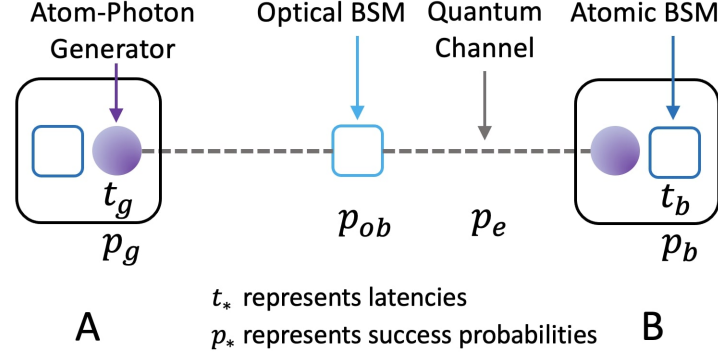 Atom-Photon
Generator
Optical BSM
Quantum
Channel
Atomic BSM
t_g
p_g
p_ob
p_e
t_b
p_b
t_* represents latencies
p_* represents success probabilities
A
B